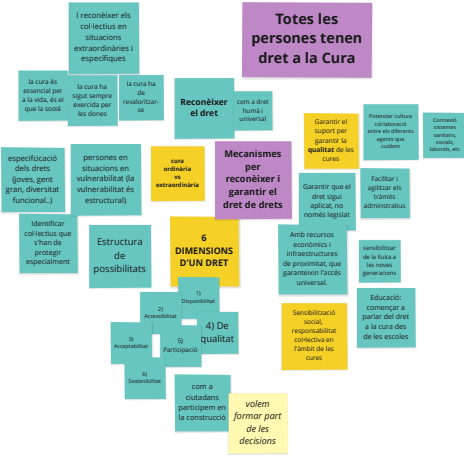 I reconèixer els
col·lectius en
situacions
extraordinàries i
específiques
Totes les
persones tenen
dret a la Cura
la cura és
essencial per
a la vida, és el
que la sosté
la cura ha
sigut sempre
exercida per
les dones
la cura ha
de
revaloritzar-
se
Reconèixer
el dret
com a dret
humà i
universal
Garantir el
suport per
garantir la
qualitat de les
cures
Potenciar cultura
col·laboració
entre els diferents
agents que
cuidem
Connexió
sistemes
sanitaris,
socials,
laborals, etc
especificació
dels drets
(joves, gent
gran, diversitat
funcional..)
persones en
situacions en
vulnerabilitat (la
vulnerabilitat és
estructural)
cura
ordinària
vs
extraordinària
Mecanismes
per
reconèixer i
garantir el
dret de drets
Garantir que el
dret sigui
aplicat, no
només legislat
Facilitar i
agilitzar els
tràmits
adminstratius
Identificar
col·lectius que
s'han de
protegir
especialment
Estructura
de
possibilitats
6
DIMENSIONS
D'UN DRET
Amb recursos
econòmics i
infraestructures
de proximitat, que
garanteixin l'accés
universal.
sensibilitzar
de la lluita a
les noves
generacions
1)
Disponibilitat
2)
Accessibilitat
3)
Acceptabilitat
4) De
qualitat
5)
Participació
6)
Sostenibilitat
Sensibilització
social,
responsabilitat
col·lectiva en
l'àmbit de les
cures
Educació:
començar a
parlar del dret
a la cura des
de les escoles
com a
ciutadans
participem en
la construcció
volem
formar part
de les
decisions